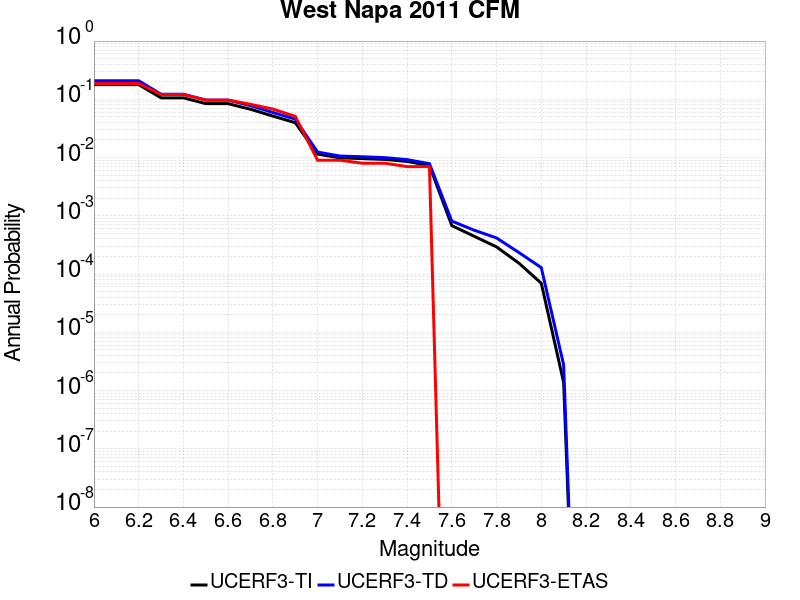 West Napa 2011 CFM
Annual Probability
10^0
10^-1
10^-2
10^-3
10^-4
10^-5
10^-6
10^-7
10^-8
6 6.2 6.4 6.6 6.8 7 7.2 7.4 7.6 7.8 8 8.2 8.4 8.6 8.8 9
Magnitude
UCERF3-TI UCERF3-TD UCERF3-ETAS